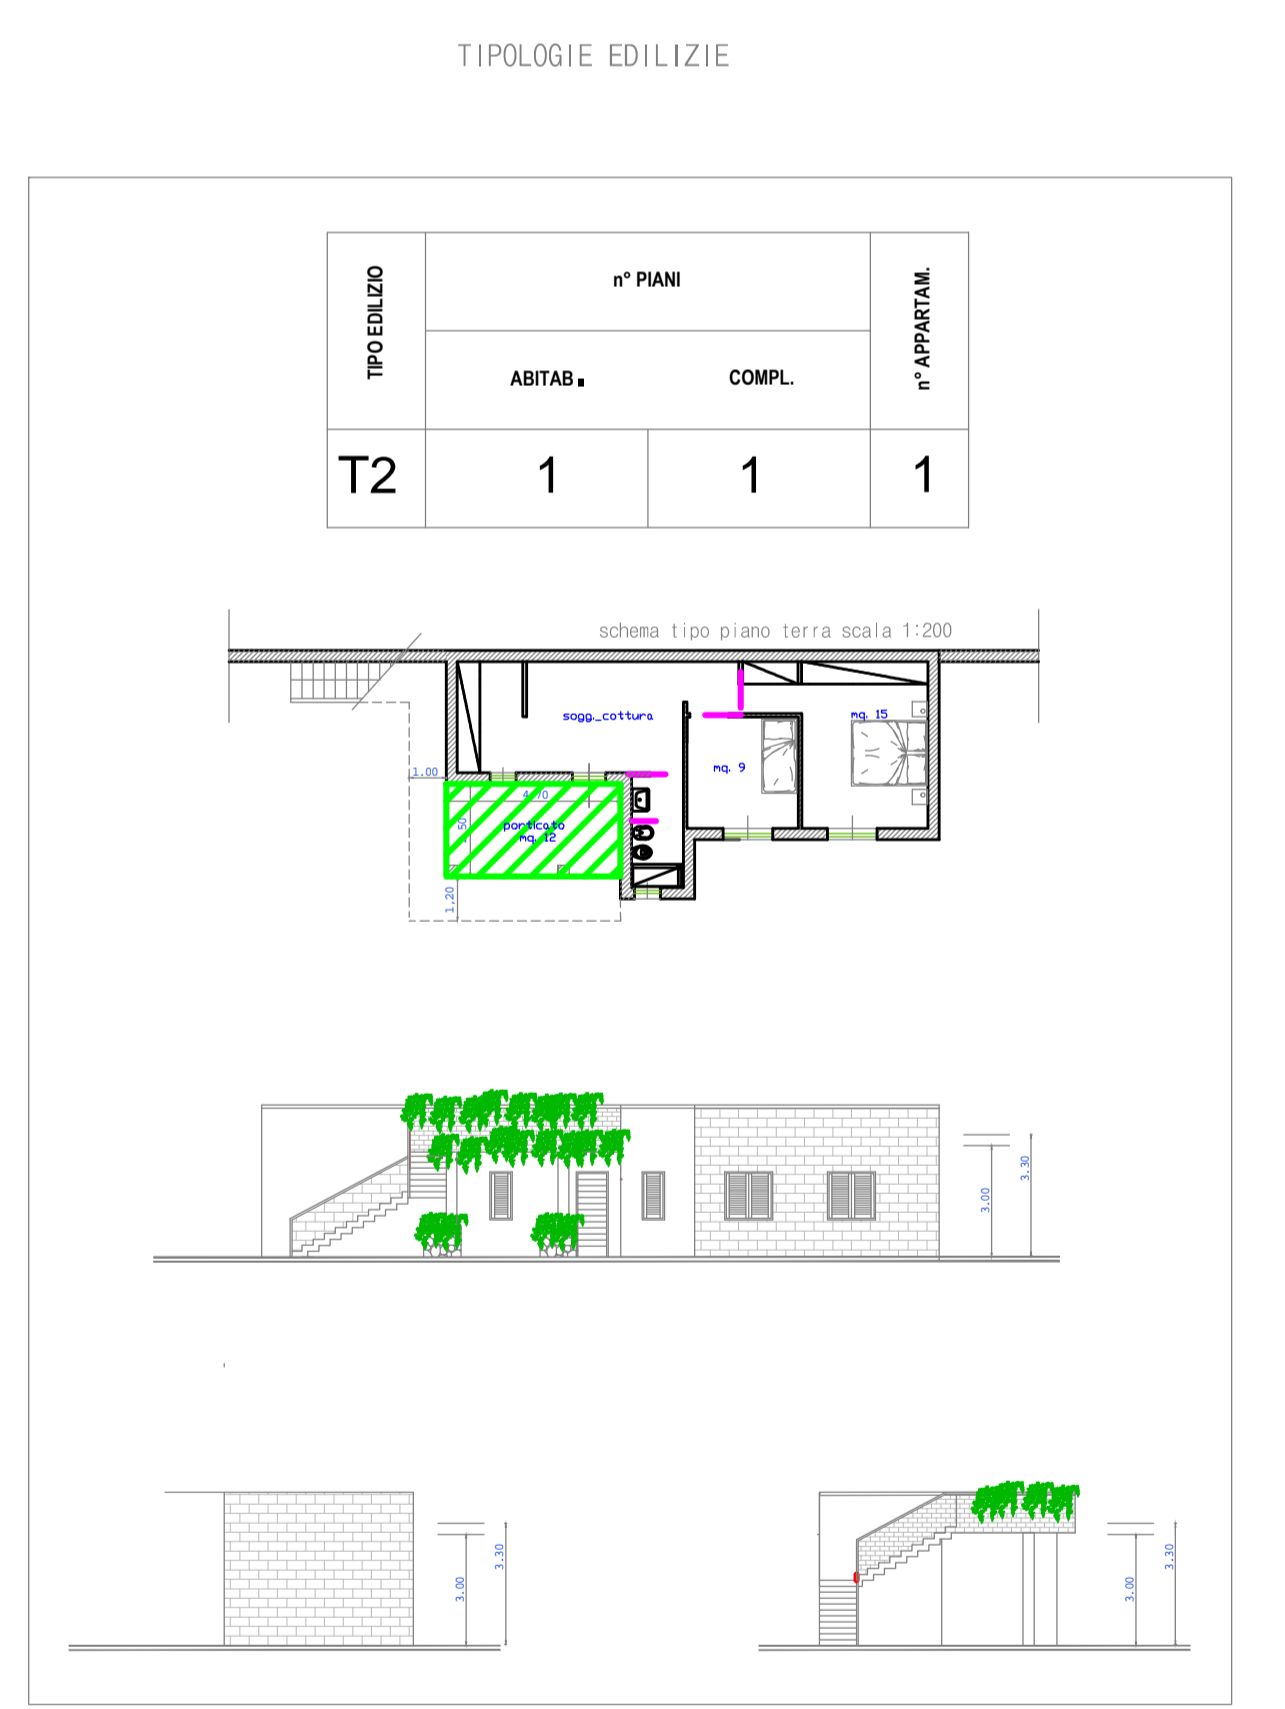 TIPOLOGIE EDILIZIE
TIPO EDILIZIO
n° PIANI
n° APPARTAM.
ABITAB.
COMPL.
T2
1
1
1
schema tipo piano terra scala 1:200
sogg._cottura
mq. 15
mq. 9
1.00
4.70
porticato
mq. 12
1,20
3.00
3.30
3.00
3.30
3.00
3.30